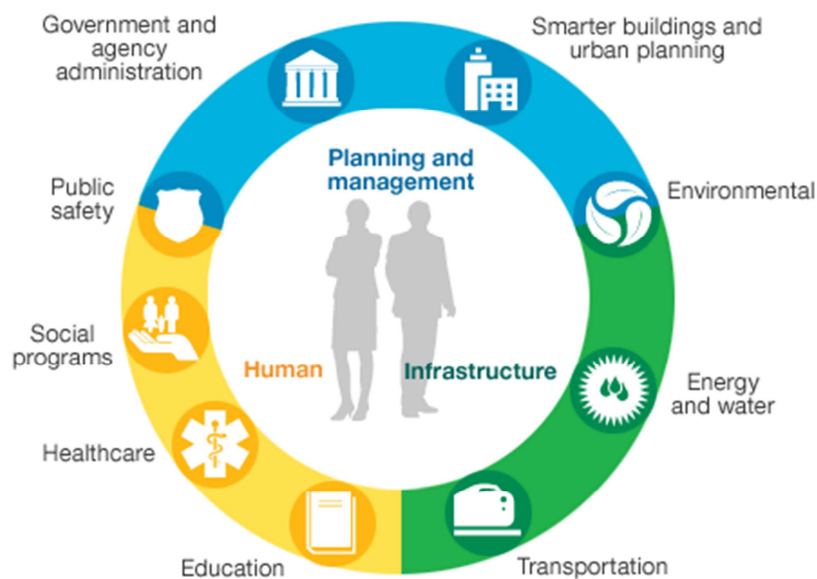 Government and
agency
administration
Smarter buildings and
urban planning
Planning and
management
Public
safety
Environmental
Social
programs
Human
Infrastructure
Energy
and water
Healthcare
Education
Transportation